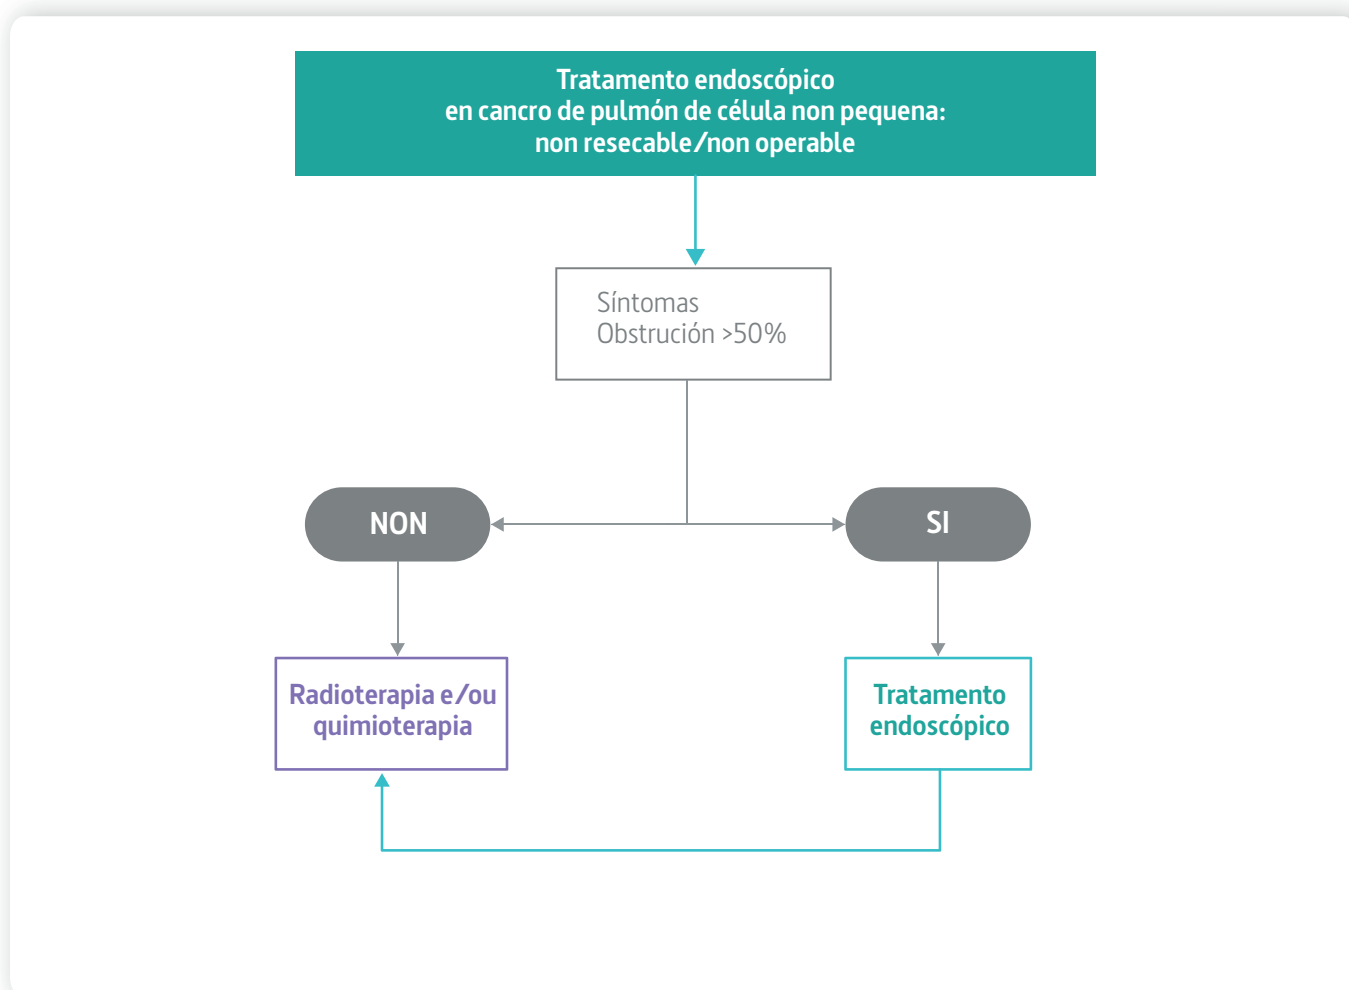 Tratamento endoscópico
en cancro de pulmón de célula non pequena:
non resecable/non operable
Síntomas
Obstrución >50%
NON
SI
Radioterapia e/ou
quimioterapia
Tratamento
endoscópico